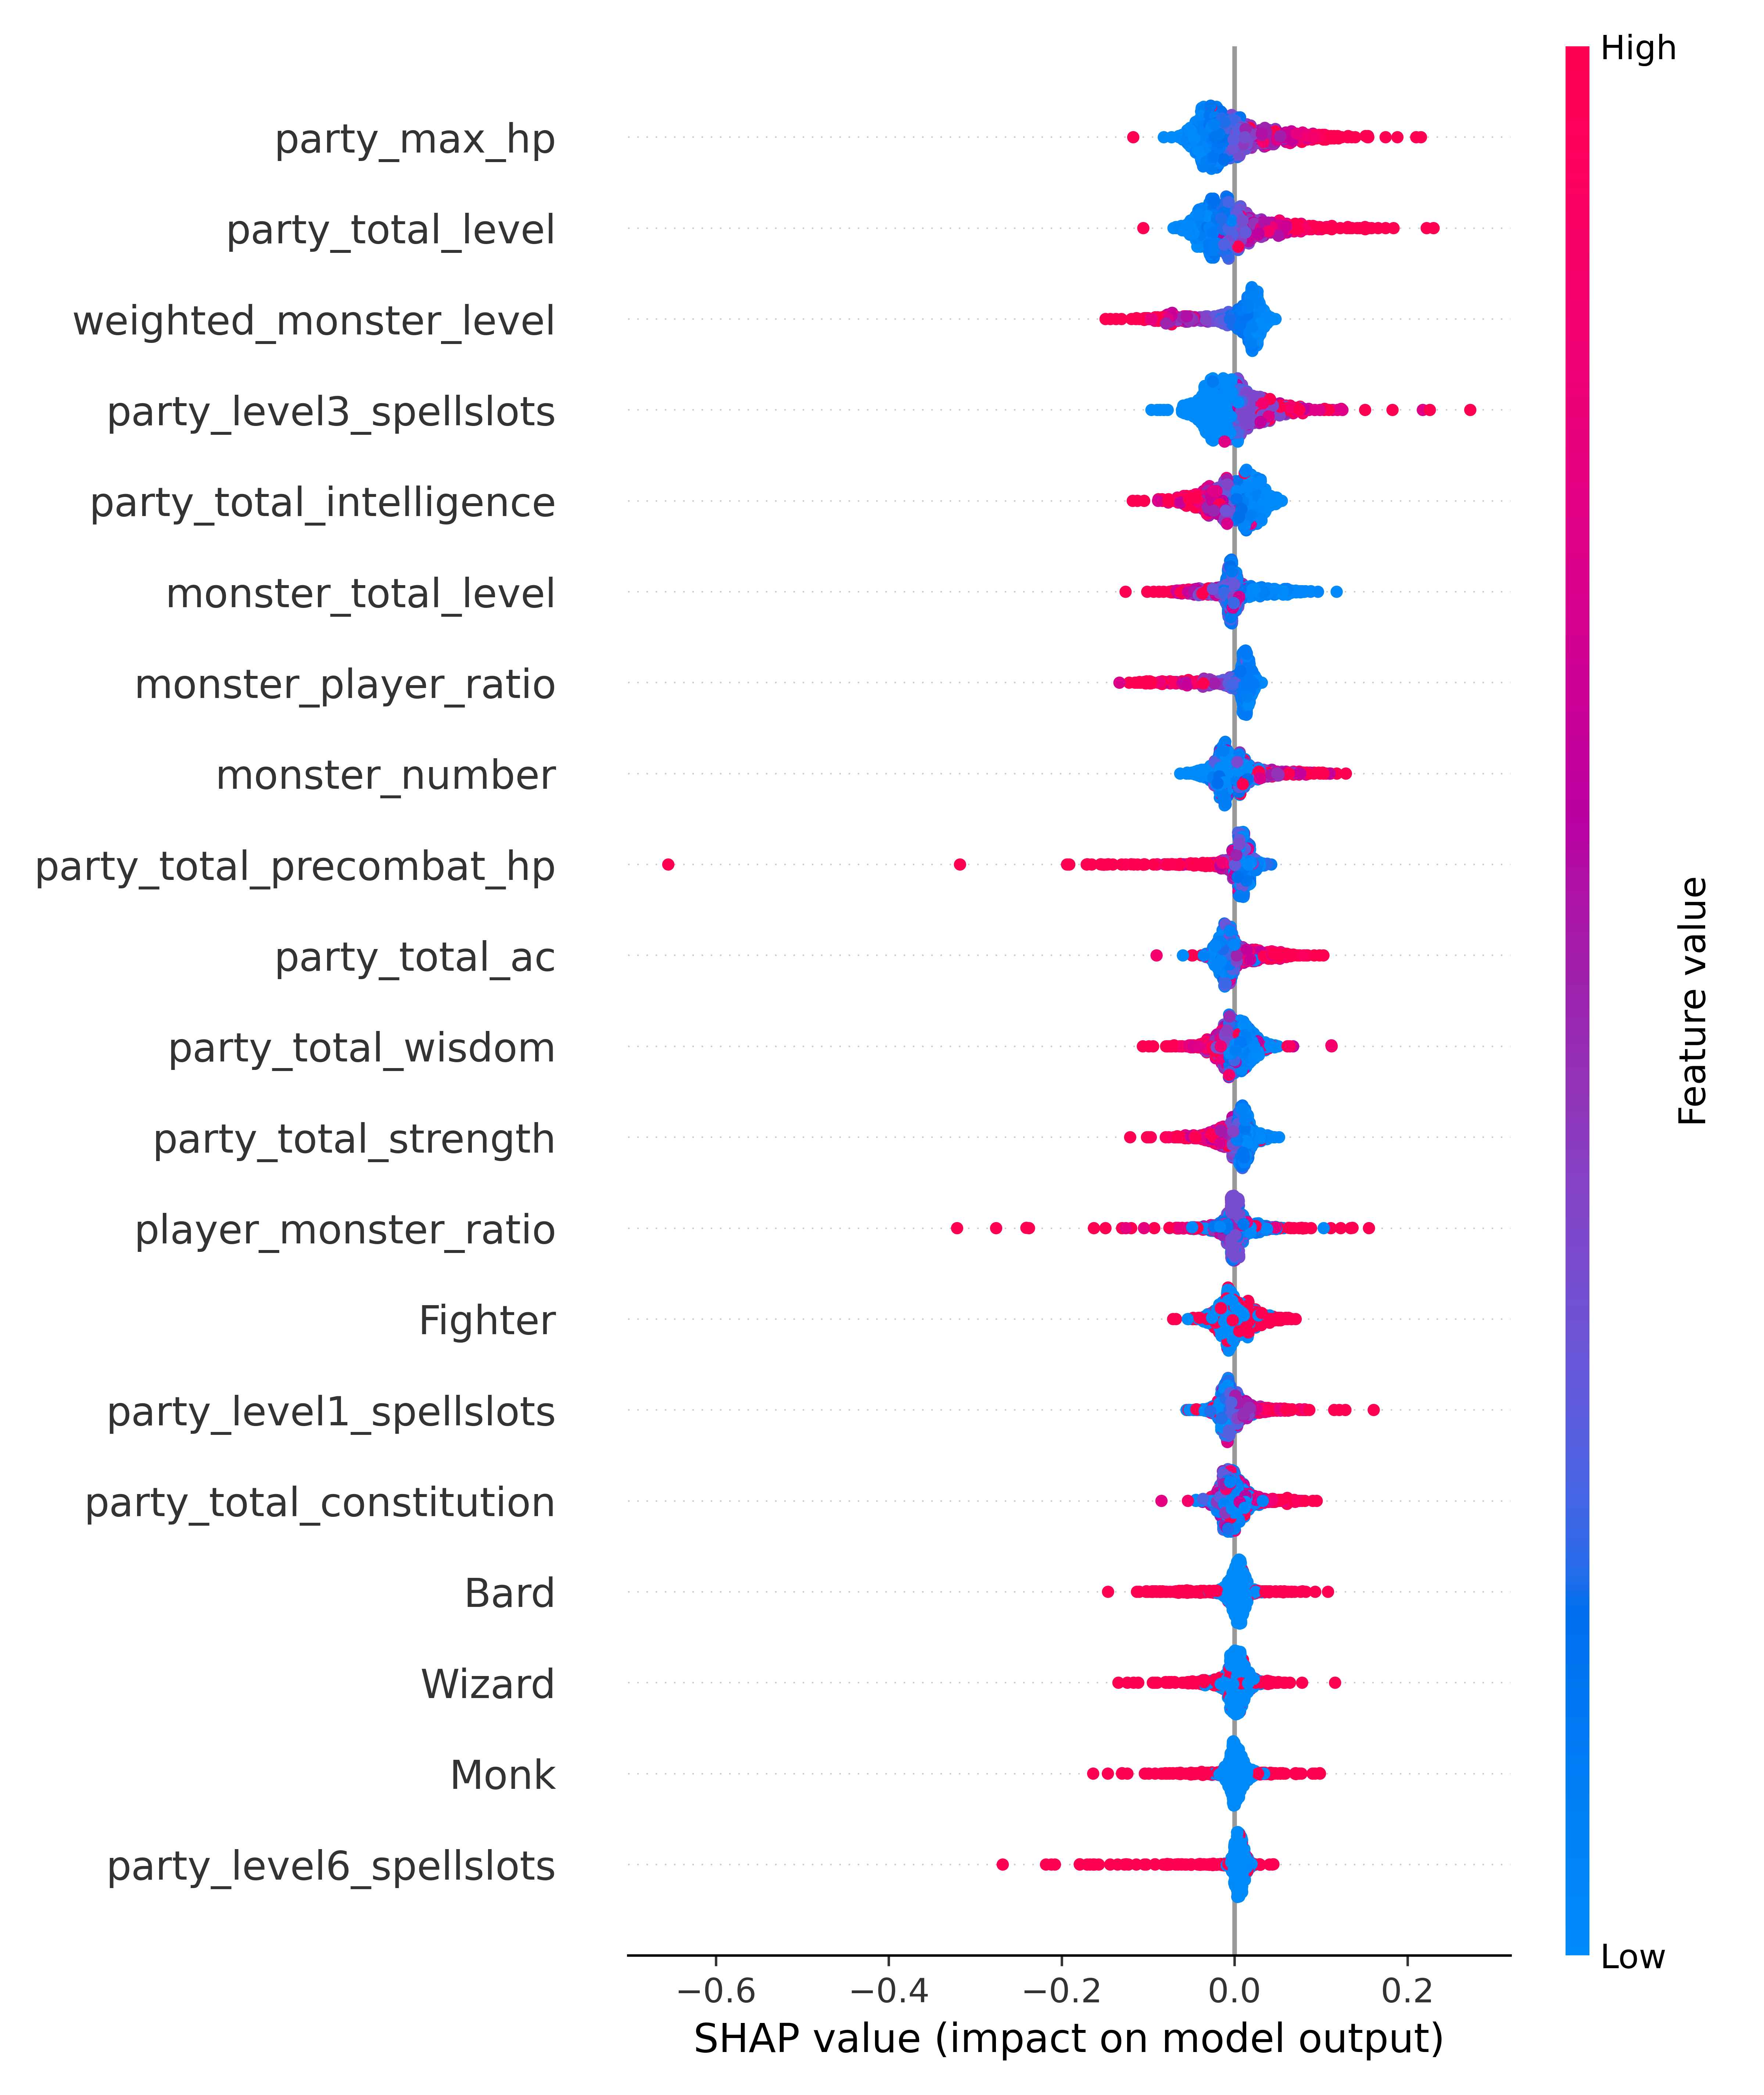 High
party_max_hp
party_total_level
weighted_monster_level
party_level3_spellslots
party_total_intelligence
monster_total_level
monster_player_ratio
monster_number
party_total_precombat_hp
party_total_ac
party_total_wisdom
party_total_strength
player_monster_ratio
Fighter
party_level1_spellslots
party_total_constitution
Bard
Wizard
Monk
party_level6_spellslots
Feature value
Low
−0.6 −0.4 −0.2 0.0 0.2
SHAP value (impact on model output)